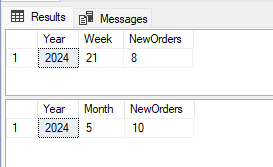 Results Messages
Year Week NewOrders
1 2024 21 8
Year Month NewOrders
1 2024 5 10